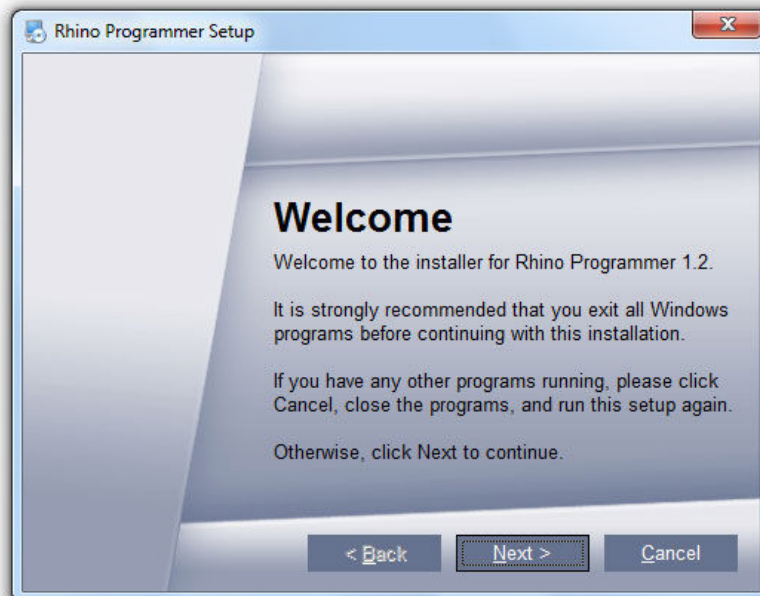 Rhino Programmer Setup
Welcome
Welcome to the installer for Rhino Programmer 1.2.
It is strongly recommended that you exit all Windows
programs before continuing with this installation.
If you have any other programs running, please click
Cancel, close the programs, and run this setup again.
Otherwise, click Next to continue.
< Back Next > Cancel